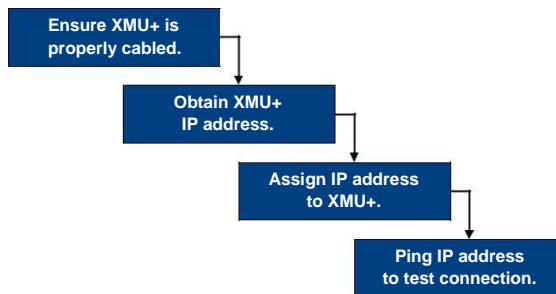 Ensure XMU+ is
properly cabled.
Obtain XMU+
IP address.
Assign IP address
to XMU+.
Ping IP address
to test connection.